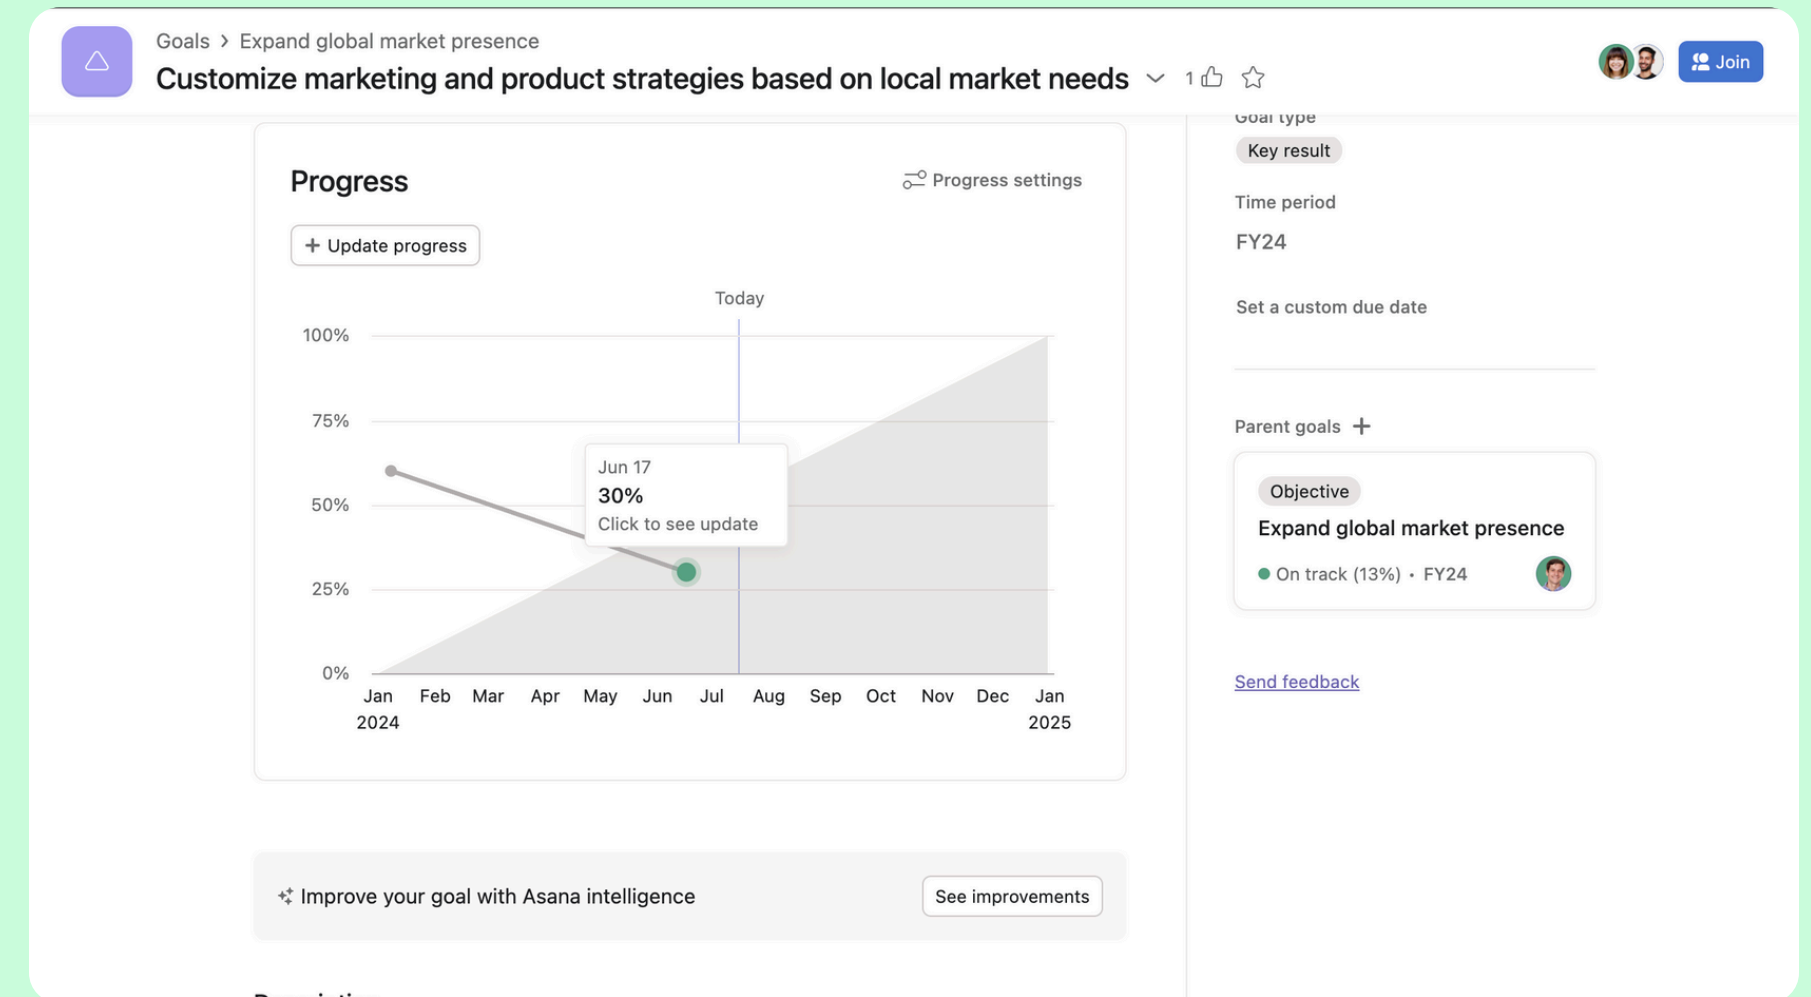 Goals > Expand global market presence
Customize marketing and product strategies based on local market needs
1
Join
Progress
Progress settings
+ Update progress
Today
100%
75%
50%
25%
0%
Jun 17
30%
Click to see update
Jan Feb Mar Apr May Jun Jul Aug Sep Oct Nov Dec Jan
2024 2025
Improve your goal with Asana intelligence
See improvements
Goal type
Key result
Time period
FY24
Set a custom due date
Parent goals +
Objective
Expand global market presence
On track (13%) • FY24
Send feedback